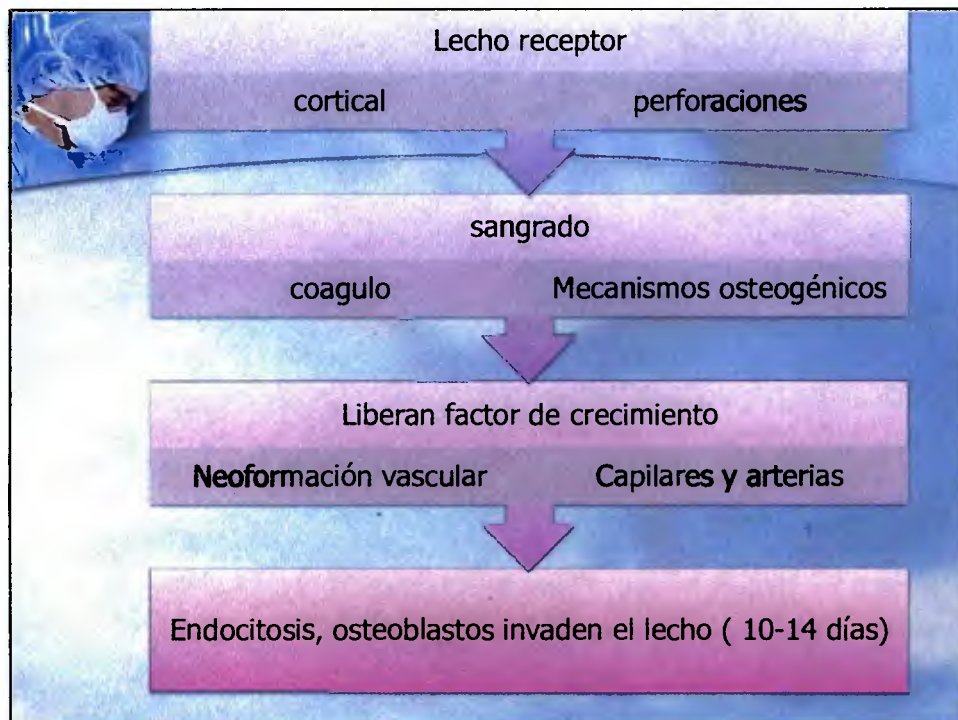 Lecho receptor
cortical perforaciones
sangrado
coagulo Mecanismos osteogénicos
Liberan factor de crecimiento
Neoformación vascular Capilares y arterias
Endocitosis, osteoblastos invaden el lecho ( 10-14 días)